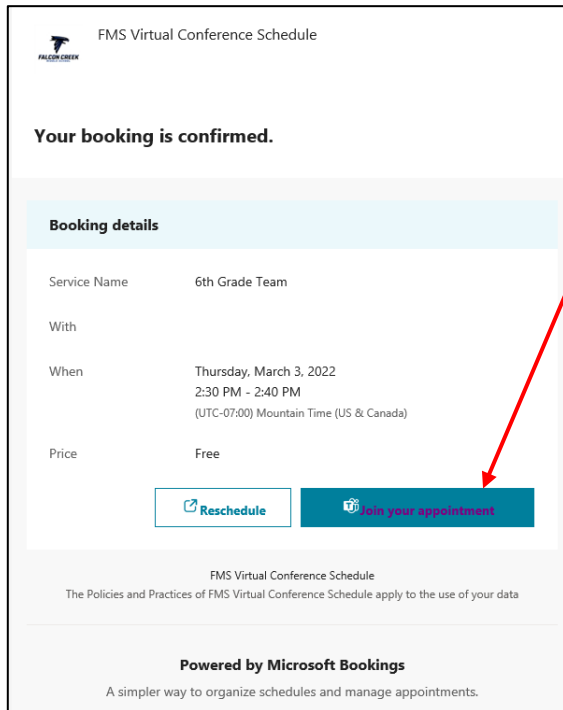 FMS Virtual Conference Schedule
FALCON CREEK
Your booking is confirmed.
Booking details
Service Name 6th Grade Team
With
When Thursday, March 3, 2022
2:30 PM - 2:40 PM
(UTC-07:00) Mountain Time (US & Canada)
Price Free
Reschedule Join your appointment
FMS Virtual Conference Schedule
The Policies and Practices of FMS Virtual Conference Schedule apply to the use of your data
Powered by Microsoft Bookings
A simpler way to organize schedules and manage appointments.